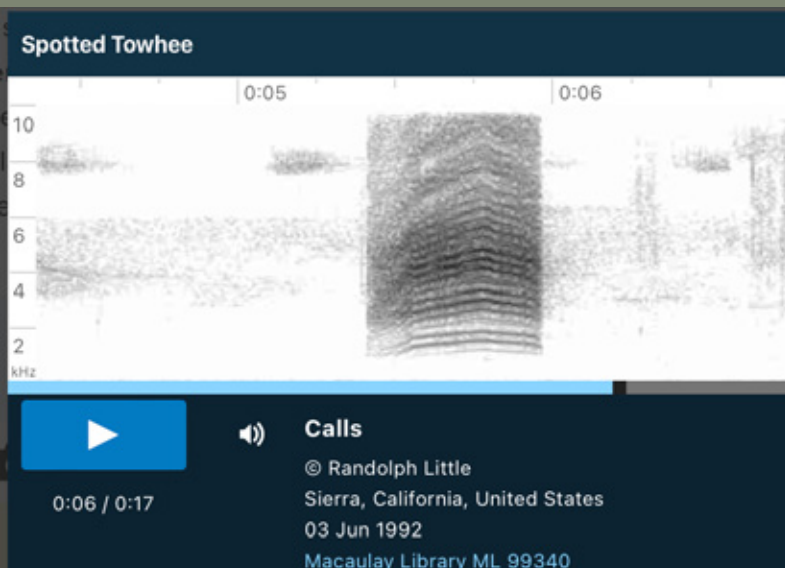 Spotted Towhee
0:05
0:06
10
8
6
4
2
kHz
Calls
© Randolph Little
0:06 / 0:17
Sierra, California, United States
03 Jun 1992
Macaulay Library ML 99340